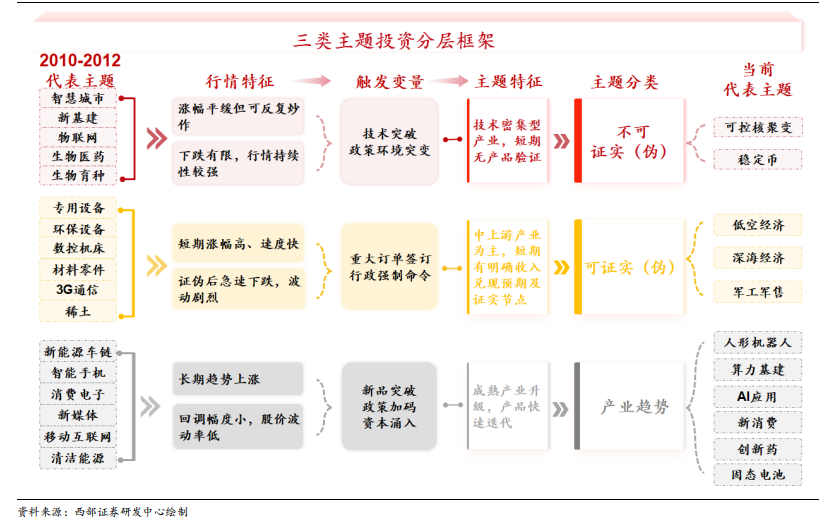 三类主题投资分层框架
2010-2012
代表主题
行情特征
触发变量
主题特征
主题分类
当前
代表主题
智慧城市
新基建
物联网
生物医药
生物育种
涨幅平缓但可反复炒
作
下跌有限，行情持续
性较强
技术突破
政策环境突变
技术密集型
产业，短期
无产品验证
不可
证实（伪）
可控核聚变
稳定币
专用设备
环保设备
数控机床
材料零件
3G通信
稀土
短期涨幅高、速度快
证伪后急速下跌，波
动剧烈
重大订单签订
行政强制命令
中上游产业
为主，短期
有明确收入
兑现预期及
证实节点
可证实（伪）
低空经济
深海经济
军工军售
新能源车链
智能手机
消费电子
新媒体
移动互联网
清洁能源
长期趋势上涨
回调幅度小，股价波
动率低
新品突破
政策加码
资本涌入
成熟产业升
级，产品快
速迭代
产业趋势
人形机器人
算力基建
AI应用
新消费
创新药
固态电池
资料来源：西部证券研发中心绘制